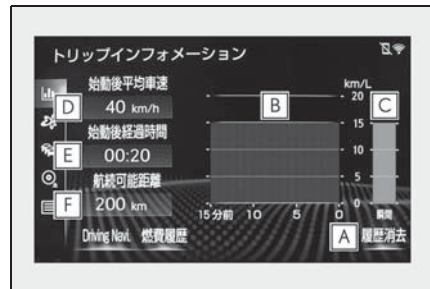 トリップインフォメーション
始動後平均車速
D
40 km/h
始動後経過時間
E
00:20
航続可能距離
F
200 km
Driving Navi.
燃費履歴
km/L
B
C
20
15
10
5
0
15分前 10 5 0 瞬間
A
履歴消去